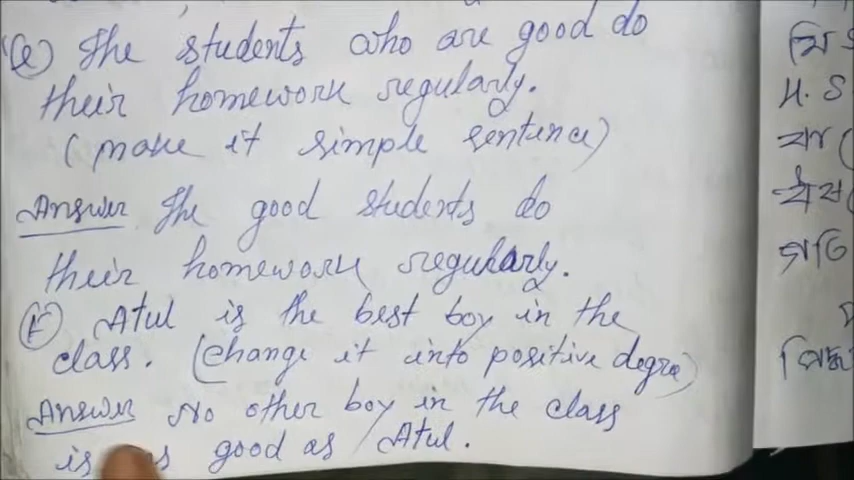 (e) The students who are good do
their homework regularly.
(make it simple sentence)
Answer The good students do
their homework regularly.
(F) Atul is the best boy in the
class. (Change it into positive degree)
Answer No other boy in the class
is as good as Atul.
H. S